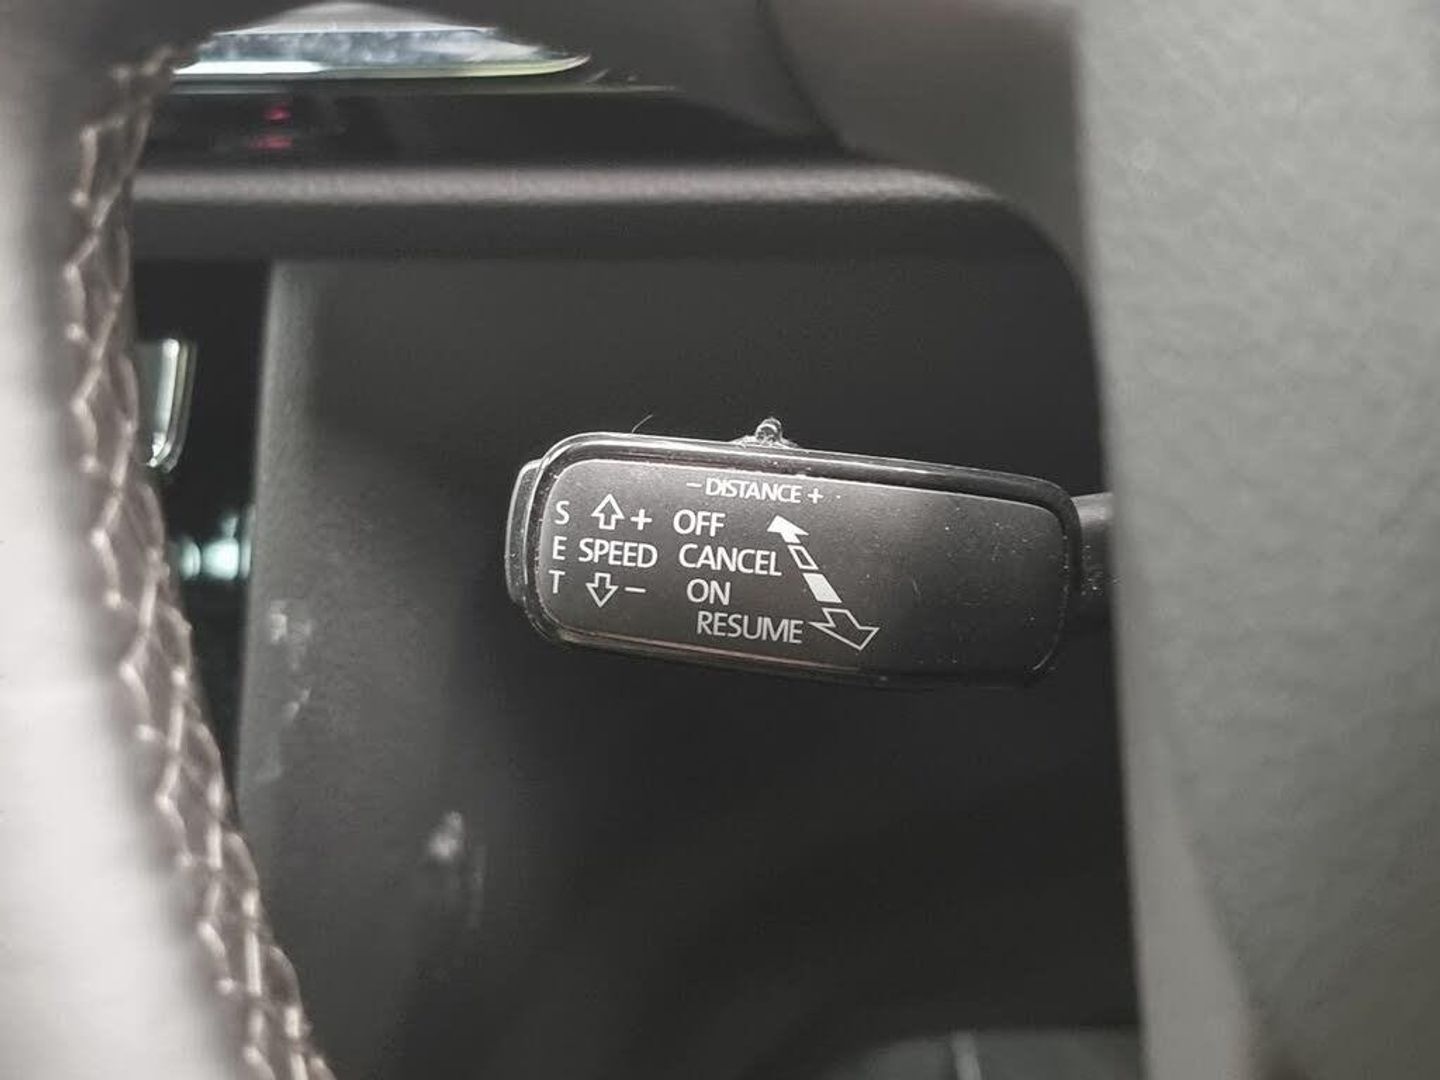 - DISTANCE +
S + OFF
E SPEED CANCEL
T - ON
RESUME